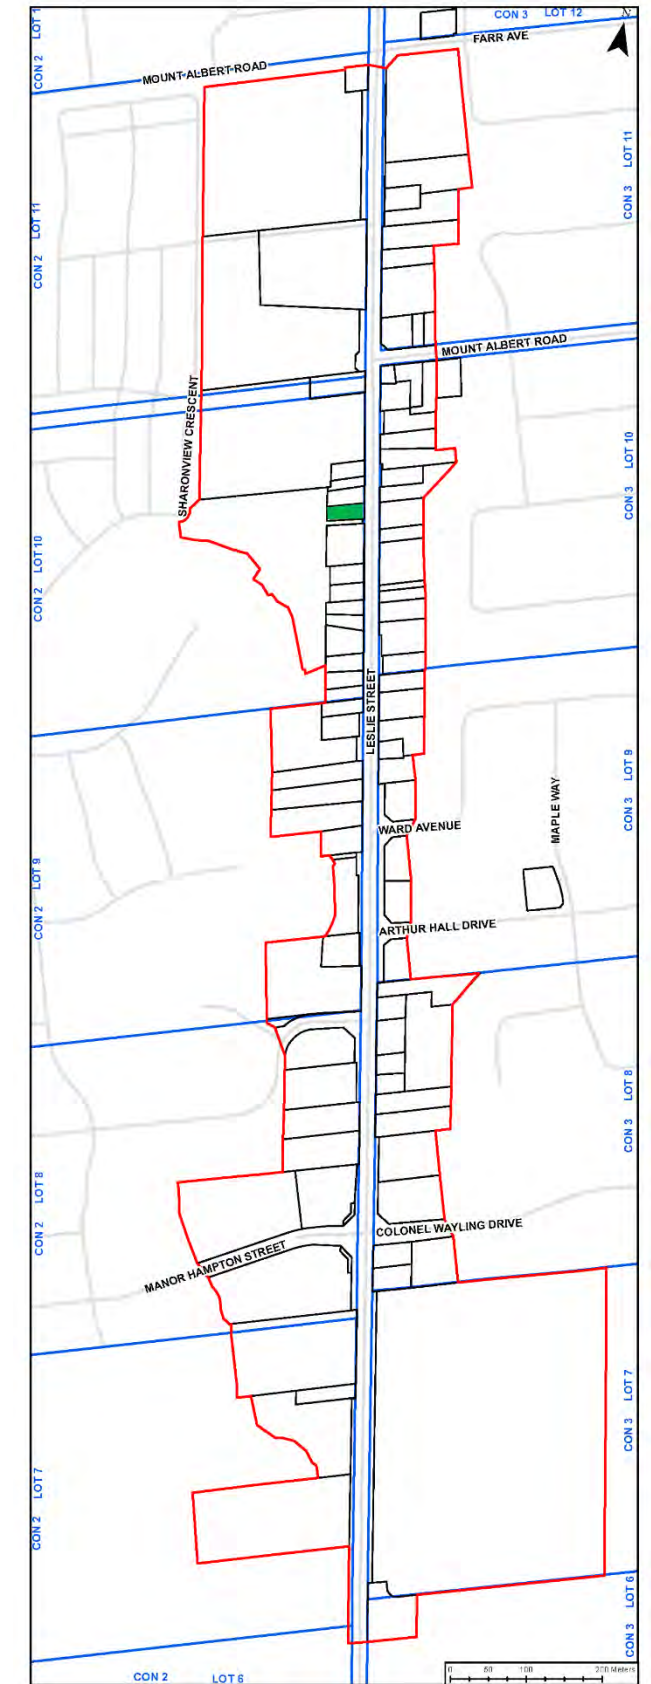 CON 3 LOT 12
N
FARR AVE
CON 2 LOT 1
MOUNT ALBERT ROAD
CON 3 LOT 11
CON 2 LOT 11
MOUNT ALBERT ROAD
SHARONVIEW CRESCENT
CON 3 LOT 10
CON 2 LOT 10
LESLIE STREET
CON 3 LOT 9
MAPLE WAY
WARD AVENUE
CON 2 LOT 9
ARTHUR HALL DRIVE
CON 3 LOT 8
CON 2 LOT 8
COLONEL WAYLING DRIVE
MANOR HAMPTON STREET
CON 3 LOT 7
CON 2 LOT 7
CON 3 LOT 6
CON 2 LOT 6
0 50 100 200 Meters